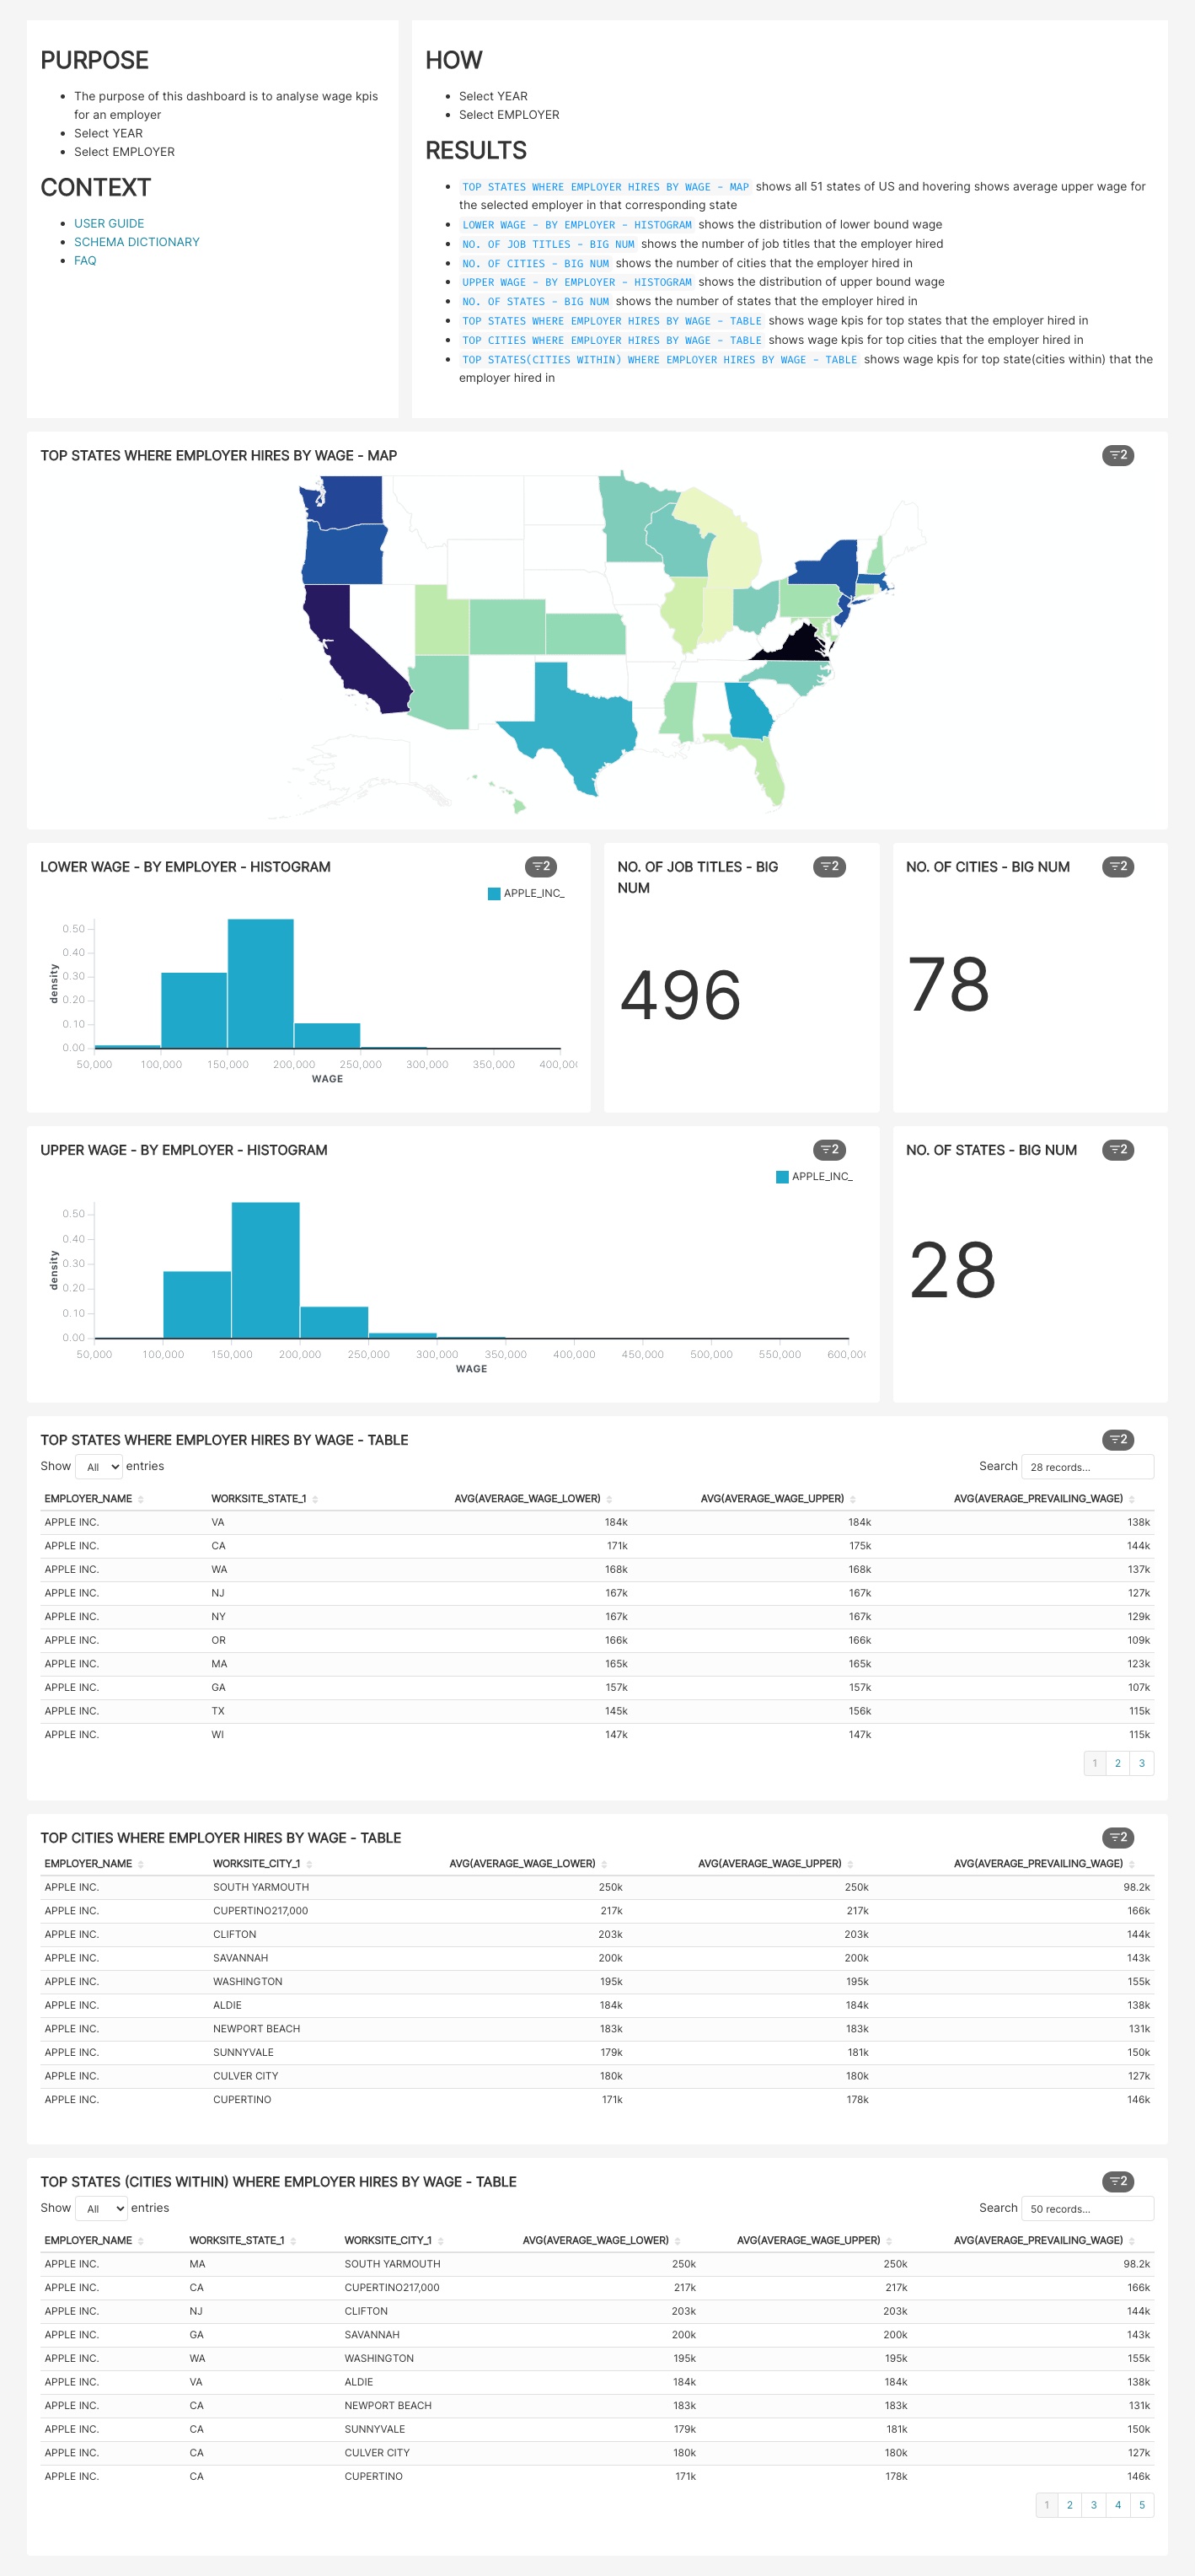 PURPOSE
The purpose of this dashboard is to analyse wage kpis
for an employer
Select YEAR
Select EMPLOYER
CONTEXT
USER GUIDE
SCHEMA DICTIONARY
FAQ
HOW
Select YEAR
Select EMPLOYER
RESULTS
TOP STATES WHERE EMPLOYER HIRES BY WAGE - MAP shows all 51 states of US and hovering shows average upper wage for
the selected employer in that corresponding state
LOWER WAGE - BY EMPLOYER - HISTOGRAM shows the distribution of lower bound wage
NO. OF JOB TITLES - BIG NUM shows the number of job titles that the employer hired
NO. OF CITIES - BIG NUM shows the number of cities that the employer hired in
UPPER WAGE - BY EMPLOYER - HISTOGRAM shows the distribution of upper bound wage
NO. OF STATES - BIG NUM shows the number of states that the employer hired in
TOP STATES WHERE EMPLOYER HIRES BY WAGE - TABLE shows wage kpis for top states that the employer hired in
TOP CITIES WHERE EMPLOYER HIRES BY WAGE - TABLE shows wage kpis for top cities that the employer hired in
TOP STATES(CITIES WITHIN) WHERE EMPLOYER HIRES BY WAGE - TABLE shows wage kpis for top state(cities within) that the
employer hired in
TOP STATES WHERE EMPLOYER HIRES BY WAGE - MAP 2
LOWER WAGE - BY EMPLOYER - HISTOGRAM 2
APPLE_INC_
density
0.50
0.40
0.30
0.20
0.10
0.00
50,000 100,000 150,000 200,000 250,000 300,000 350,000 400,00
WAGE
NO. OF JOB TITLES - BIG 2
NUM
496
NO. OF CITIES - BIG NUM 2
78
UPPER WAGE - BY EMPLOYER - HISTOGRAM 2
APPLE_INC_
density
0.50
0.40
0.30
0.20
0.10
0.00
50,000 100,000 150,000 200,000 250,000 300,000 350,000 400,000 450,000 500,000 550,000 600,000
WAGE
NO. OF STATES - BIG NUM 2
28
TOP STATES WHERE EMPLOYER HIRES BY WAGE - TABLE 2
Show All entries Search 28 records...
EMPLOYER_NAME WORKSITE_STATE_1 AVG(AVERAGE_WAGE_LOWER) AVG(AVERAGE_WAGE_UPPER) AVG(AVERAGE_PREVAILING_WAGE)
APPLE INC. VA 184k 184k 138k
APPLE INC. CA 171k 175k 144k
APPLE INC. WA 168k 168k 137k
APPLE INC. NJ 167k 167k 127k
APPLE INC. NY 167k 167k 129k
APPLE INC. OR 166k 166k 109k
APPLE INC. MA 165k 165k 123k
APPLE INC. GA 157k 157k 107k
APPLE INC. TX 145k 156k 115k
APPLE INC. WI 147k 147k 115k
1 2 3
TOP CITIES WHERE EMPLOYER HIRES BY WAGE - TABLE 2
EMPLOYER_NAME WORKSITE_CITY_1 AVG(AVERAGE_WAGE_LOWER) AVG(AVERAGE_WAGE_UPPER) AVG(AVERAGE_PREVAILING_WAGE)
APPLE INC. SOUTH YARMOUTH 250k 250k 98.2k
APPLE INC. CUPERTINO217,000 217k 217k 166k
APPLE INC. CLIFTON 203k 203k 144k
APPLE INC. SAVANNAH 200k 200k 143k
APPLE INC. WASHINGTON 195k 195k 155k
APPLE INC. ALDIE 184k 184k 138k
APPLE INC. NEWPORT BEACH 183k 183k 131k
APPLE INC. SUNNYVALE 179k 181k 150k
APPLE INC. CULVER CITY 180k 180k 127k
APPLE INC. CUPERTINO 171k 178k 146k
TOP STATES (CITIES WITHIN) WHERE EMPLOYER HIRES BY WAGE - TABLE 2
Show All entries Search 50 records...
EMPLOYER_NAME WORKSITE_STATE_1 WORKSITE_CITY_1 AVG(AVERAGE_WAGE_LOWER) AVG(AVERAGE_WAGE_UPPER) AVG(AVERAGE_PREVAILING_WAGE)
APPLE INC. MA SOUTH YARMOUTH 250k 250k 98.2k
APPLE INC. CA CUPERTINO217,000 217k 217k 166k
APPLE INC. NJ CLIFTON 203k 203k 144k
APPLE INC. GA SAVANNAH 200k 200k 143k
APPLE INC. WA WASHINGTON 195k 195k 155k
APPLE INC. VA ALDIE 184k 184k 138k
APPLE INC. CA NEWPORT BEACH 183k 183k 131k
APPLE INC. CA SUNNYVALE 179k 181k 150k
APPLE INC. CA CULVER CITY 180k 180k 127k
APPLE INC. CA CUPERTINO 171k 178k 146k
1 2 3 4 5